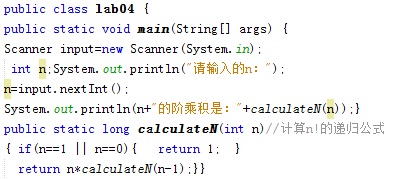 public class lab04 {
public static void main(String[] args) {
Scanner input=new Scanner(System.in);
int n;System.out.println("请输入的n: ");
n=input.nextInt();
System.out.println(n+"的阶乘积是: "+calculateN(n));}
public static long calculateN(int n)//计算n!的递归公式
{ if(n==1 || n==0){ return 1; }
return n*calculateN(n-1);}}